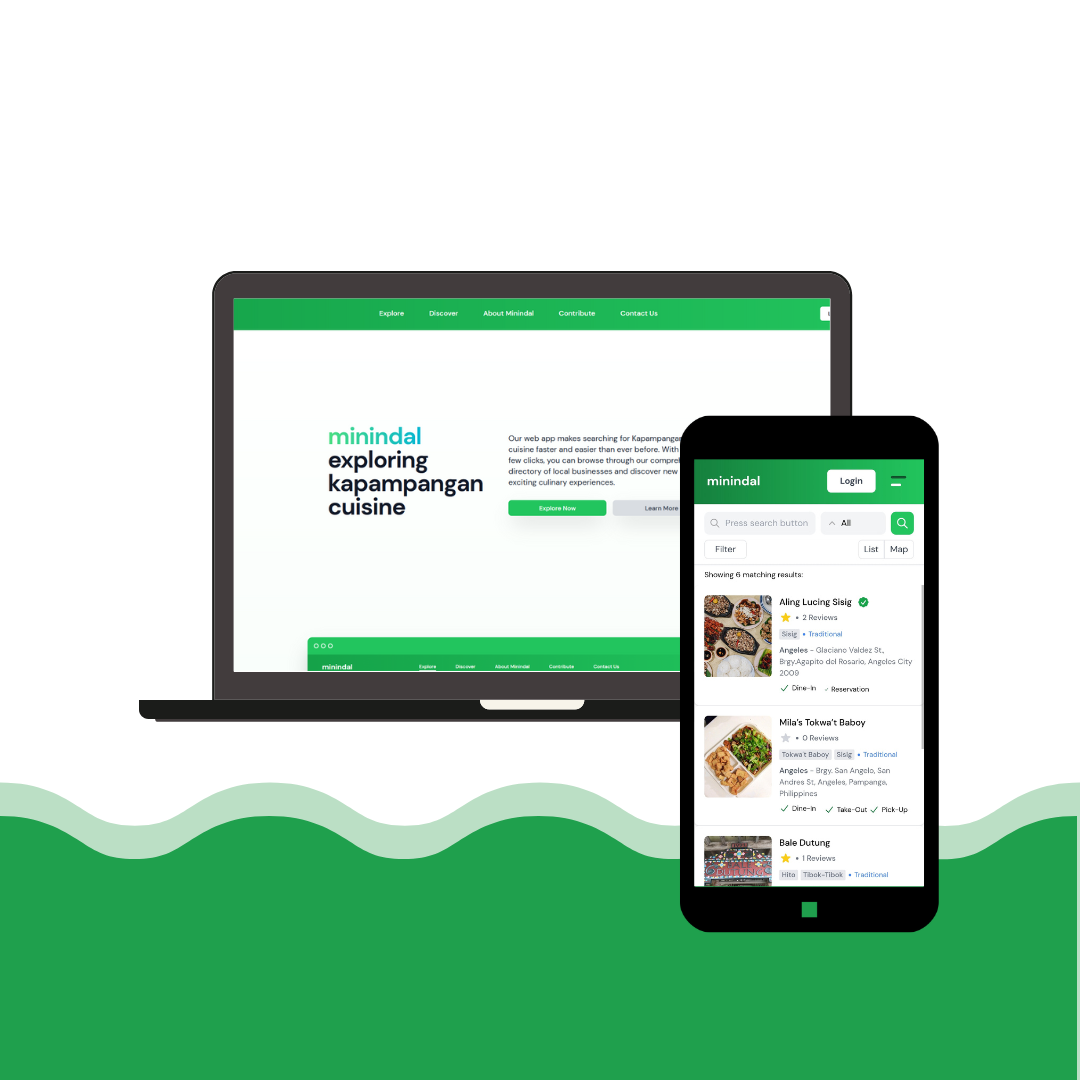 Explore Discover About Minindal Contribute Contact Us
minindal
exploring
kapampangan
cuisine
Our web app makes searching for Kapampangan
cuisine faster and easier than ever before. With
few clicks, you can browse through our
directory of local businesses and discover new
exciting culinary experiences.
Explore Now Learn More
minindal Explore Discover About Minindal Contribute Contact Us
minindal Login
Press search button All
Filter List Map
Showing 6 matching results:
Aling Lucing Sisig
• 2 Reviews
Sisig • Traditional
Angeles - Glaciano Valdez St.,
Brgy.Agapito del Rosario, Angeles City
2009
Dine-In Reservation
Mila's Tokwa't Baboy
• 0 Reviews
Tokwa't Baboy Sisig • Traditional
Angeles - Brgy. San Angelo, San
Andres St, Angeles, Pampanga,
Philippines
Dine-In Take-Out Pick-Up
Bale Dutung
• 1 Reviews
Hito Tibok-Tibok • Traditional